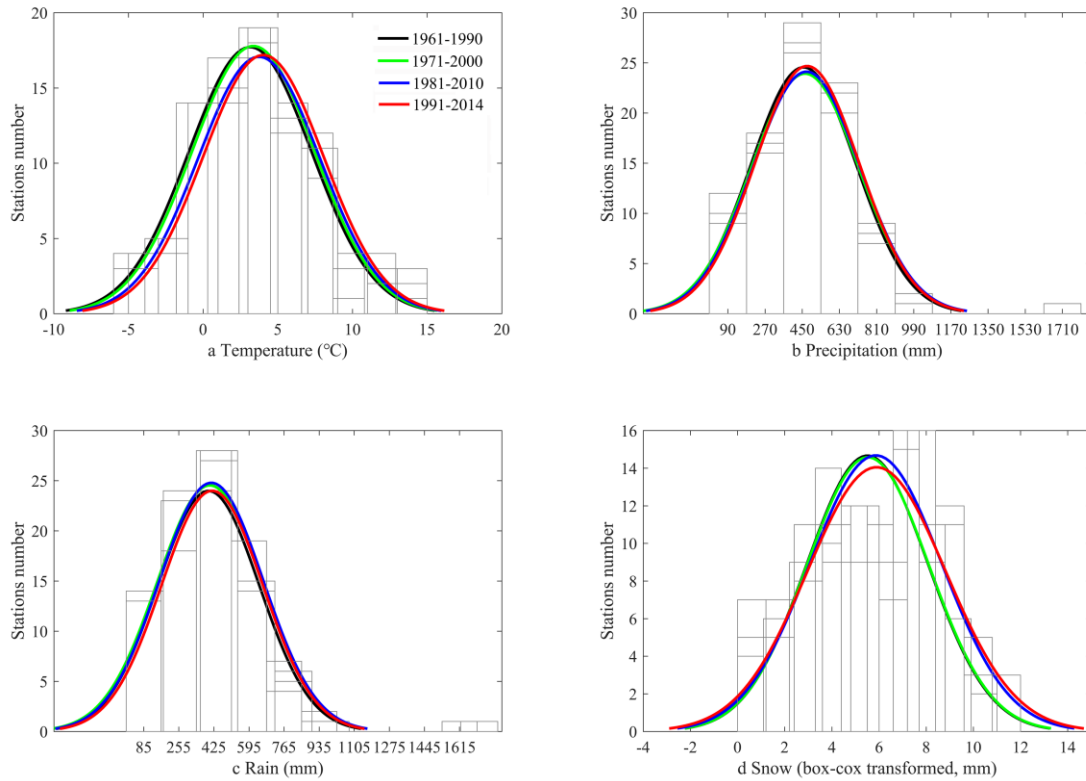 20
15
10
5
0
Stations number
1961-1990
1971-2000
1981-2010
1991-2014
-10 -5 0 5 10 15 20
a Temperature (℃)
30
25
20
15
10
5
0
Stations number
90 270 450 630 810 990 1170 1350 1530 1710
b Precipitation (mm)
30
25
20
15
10
5
0
Stations number
85 255 425 595 765 935 1105 1275 1445 1615
c Rain (mm)
16
14
12
10
8
6
4
2
0
Stations number
-4 -2 0 2 4 6 8 10 12 14
d Snow (box-cox transformed, mm)